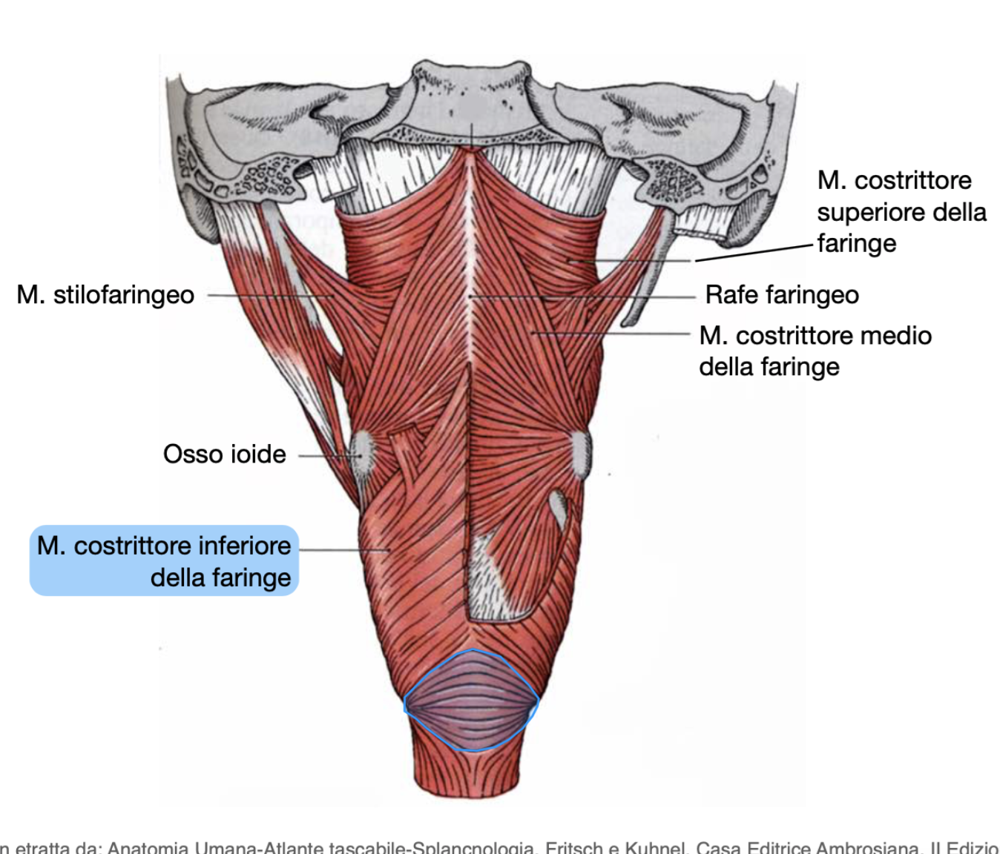 M. costrittore
superiore della
faringe
M. stilofaringeo
Rafe faringeo
M. costrittore medio
della faringe
Osso ioide
M. costrittore inferiore
della faringe
etratta da: Anatomia Umana-Atlante tascabile-Splancnologia. Fritsch e Kuhnel. Casa Editrice Ambrosiana. II